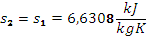 s₂ = s₁ = 6,6308 kJ/kgK